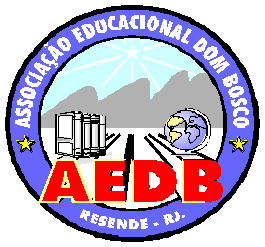 ASSOCIAÇÃO EDUCACIONAL DOM BOSCO
AEDB
RESENDE - RJ.